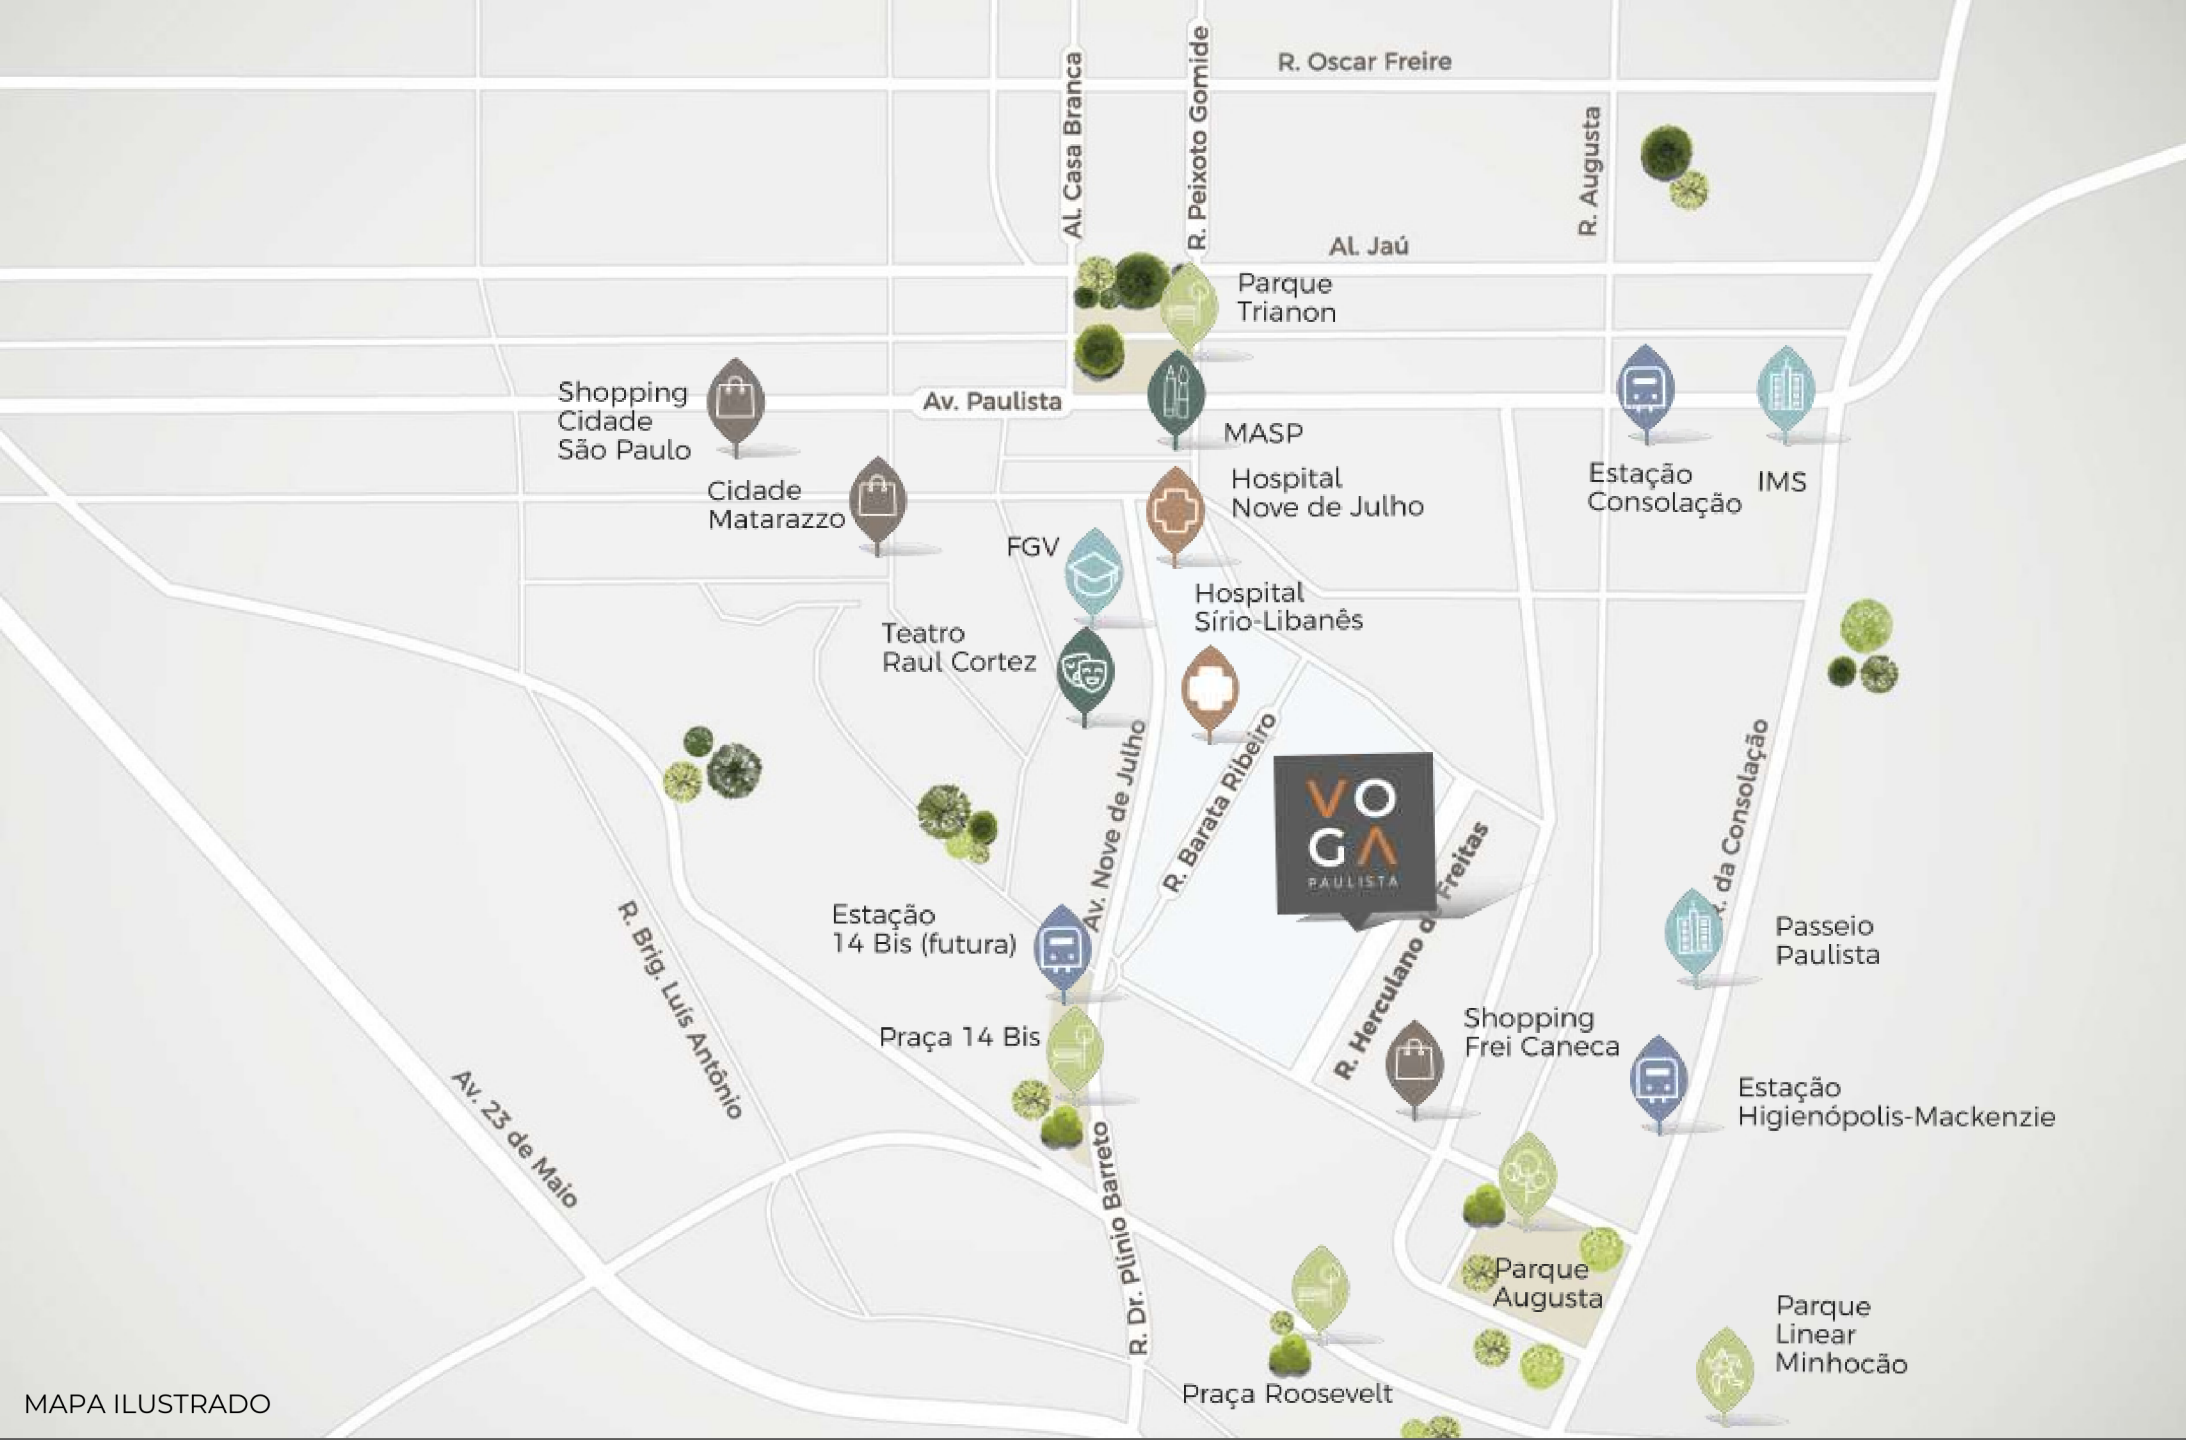 R. Oscar Freire
Al. Casa Branca
R. Peixoto Gomide
R. Augusta
Al. Jaú
Parque
Trianon
Shopping
Cidade
São Paulo
Av. Paulista
MASP
Estação
Consolação
IMS
Cidade
Matarazzo
Hospital
Nove de Julho
FGV
Hospital
Sírio-Libanês
Teatro
Raul Cortez
Av. Nove de Julho
R. Barata Ribeiro
VO
GA
PAULISTA
R. Herculano de Freitas
R. da Consolação
Passeio
Paulista
Estação
14 Bis (futura)
R. Brig. Luís Antônio
Praça 14 Bis
Shopping
Frei Caneca
Estação
Higienópolis-Mackenzie
Av. 23 de Maio
R. Dr. Plínio Barreto
Parque
Augusta
Parque
Linear
Minhocão
Praça Roosevelt
MAPA ILUSTRADO